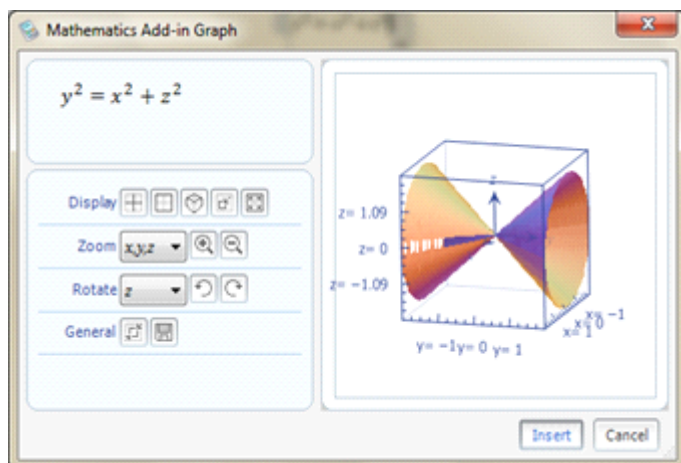 Mathematics Add-in Graph
y² = x² + z²
Display
Zoom x,y,z
Rotate z
General
z
z= 1.09
z= 0
z= -1.09
y= -1 y= 0 y= 1
x= 1 x= 0 x= -1
Insert Cancel